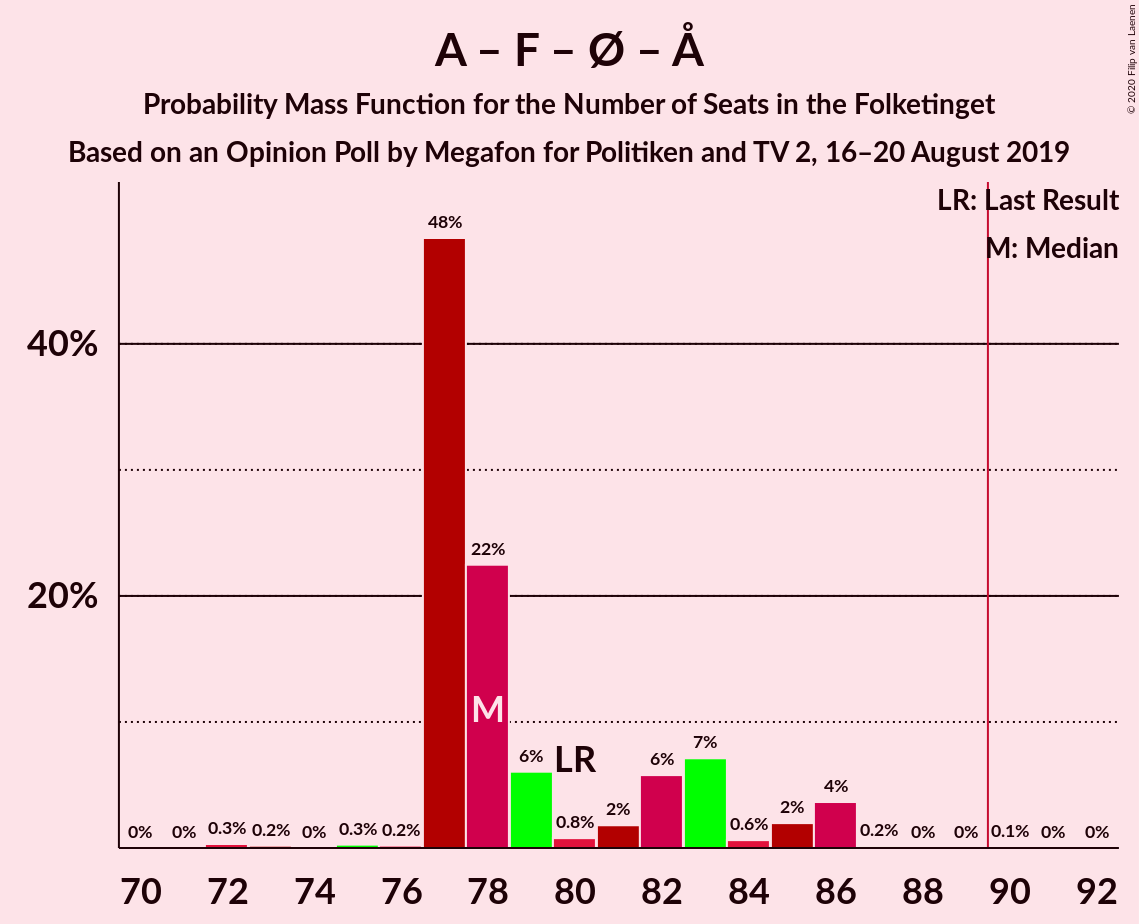 A – F – Ø – Å
Probability Mass Function for the Number of Seats in the Folketinget
Based on an Opinion Poll by Megafon for Politiken and TV 2, 16–20 August 2019
© 2020 Filip van Laenen
LR: Last Result
M: Median
48%
40%
22%
20%
M
LR
0% 0% 0.3% 0.2% 0% 0.3% 0.2% 6% 0.8% 2% 6% 7% 0.6% 2% 4% 0.2% 0% 0% 0.1% 0% 0%
70 72 74 76 78 80 82 84 86 88 90 92